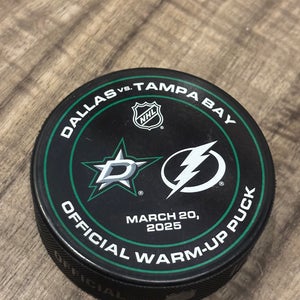 DALLAS VS. TAMPA BAY
NHL
D
MARCH 20,
2025
OFFICIAL WARM-UP PUCK
OFFICIAL